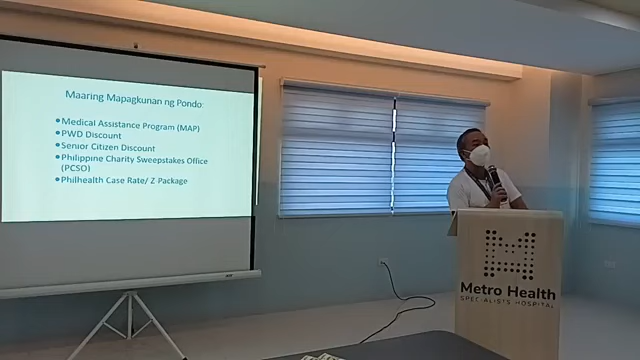 Maaring Mapagkunan ng Pondo:
•Medical Assistance Program (MAP)
•PWD Discount
•Senior Citizen Discount
•Philippine Charity Sweepstakes Office
(PCSO)
•Philhealth Case Rate/ Z Package
Metro Health
SPECIALISTS HOSPITAL